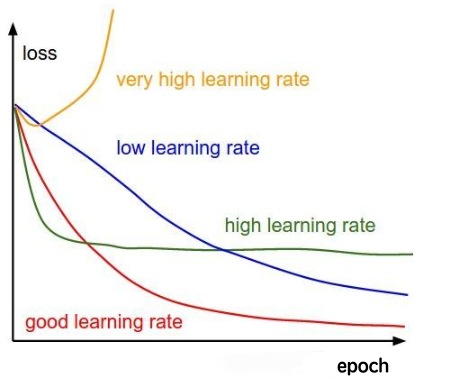 loss
very high learning rate
low learning rate
high learning rate
good learning rate
epoch